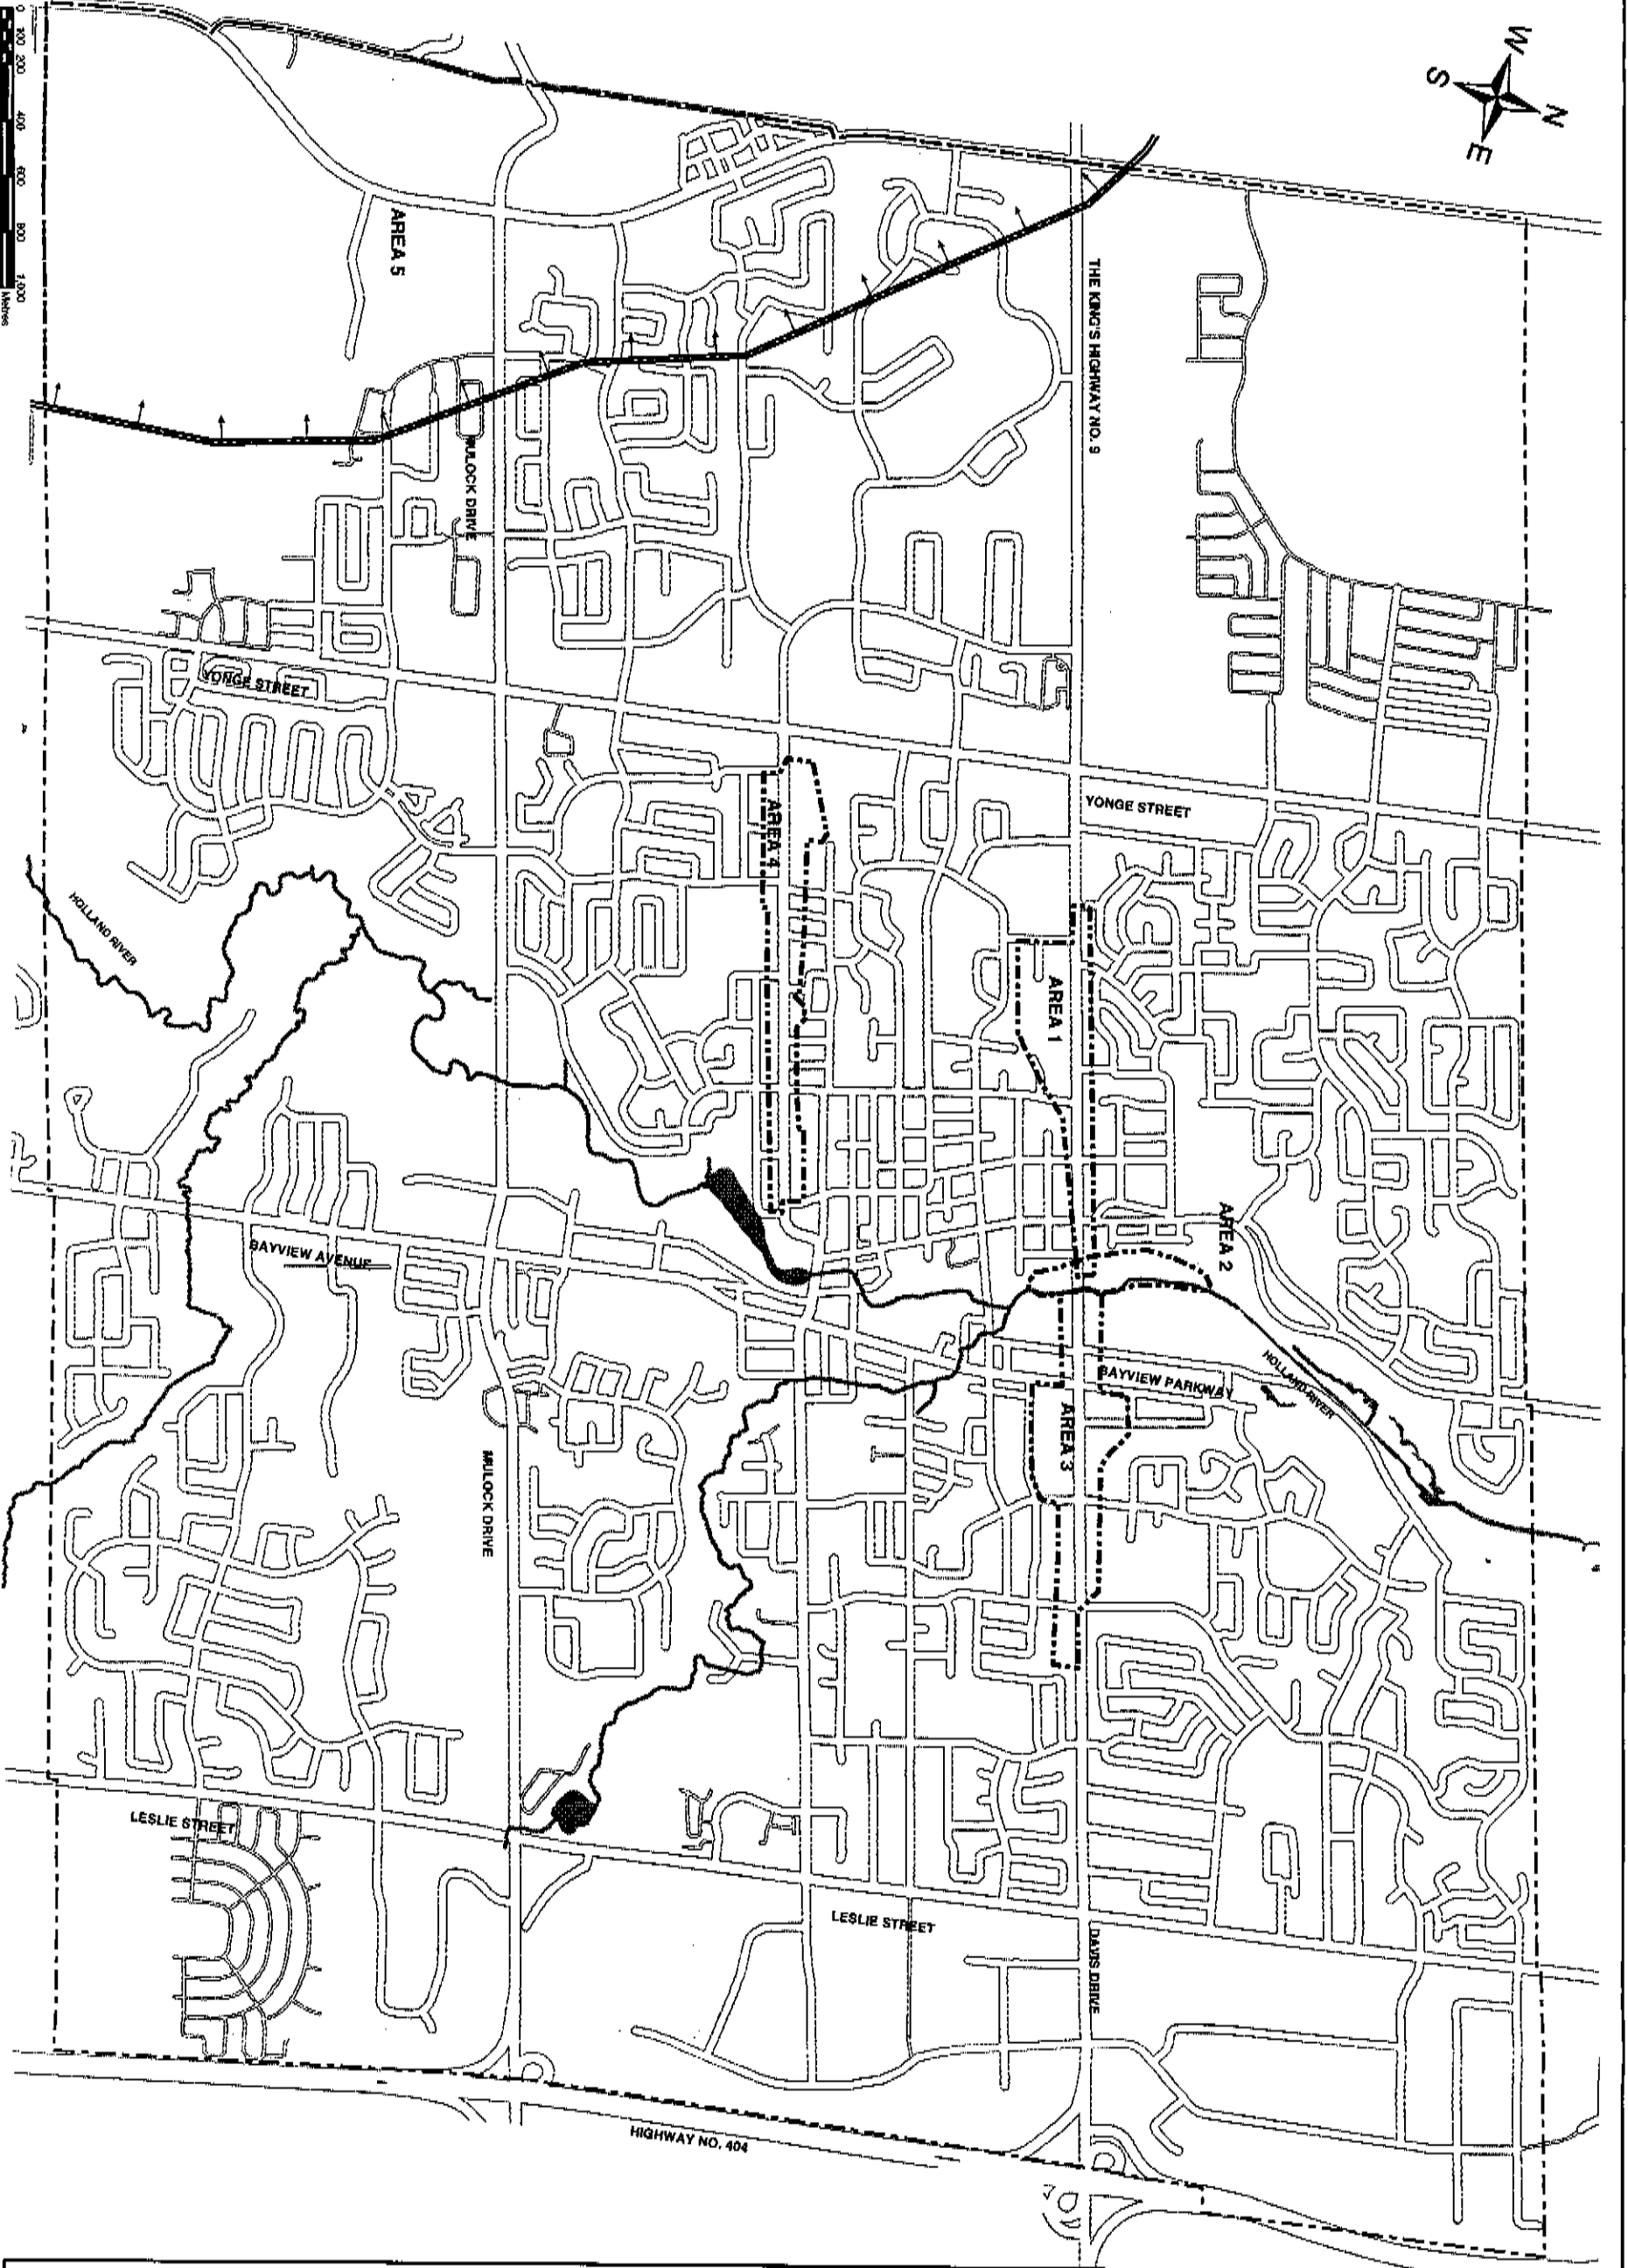 W
N
S
E
0 100 200 400 600 800 1,000
Metres
AREA 5
THE KING'S HIGHWAY NO. 9
MULOCK DRIVE
YONGE STREET
YONGE STREET
AREA 4
HOLLAND RIVER
AREA 1
AREA 2
BAYVIEW AVENUE
HOLLAND RIVER
BAYVIEW PARKWAY
AREA 3
MULOCK DRIVE
LESLIE STREET
LESLIE STREET
DAVIS DRIVE
HIGHWAY NO. 404